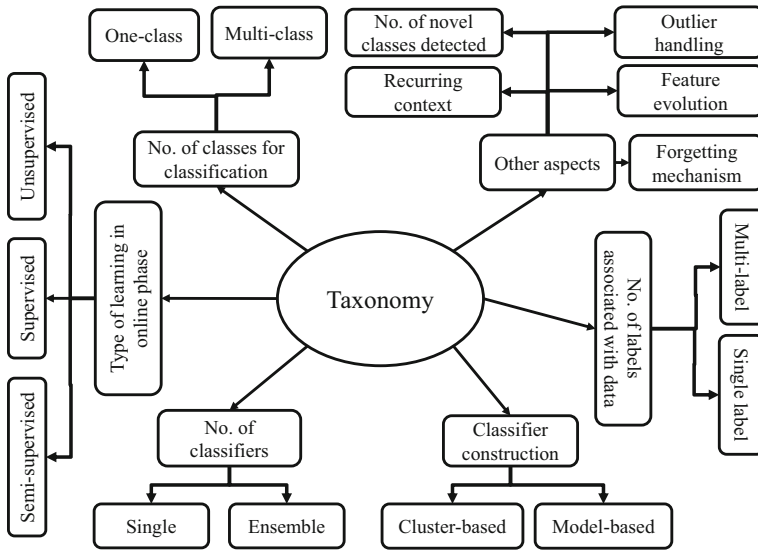 One-class
Multi-class
No. of novel
classes detected
Outlier
handling
Recurring
context
Feature
evolution
No. of classes for
classification
Other aspects
Forgetting
mechanism
Unsupervised
Supervised
Semi-supervised
Type of learning in
online phase
Taxonomy
No. of labels
associated with data
Multi-label
Single label
No. of
classifiers
Classifier
construction
Single
Ensemble
Cluster-based
Model-based